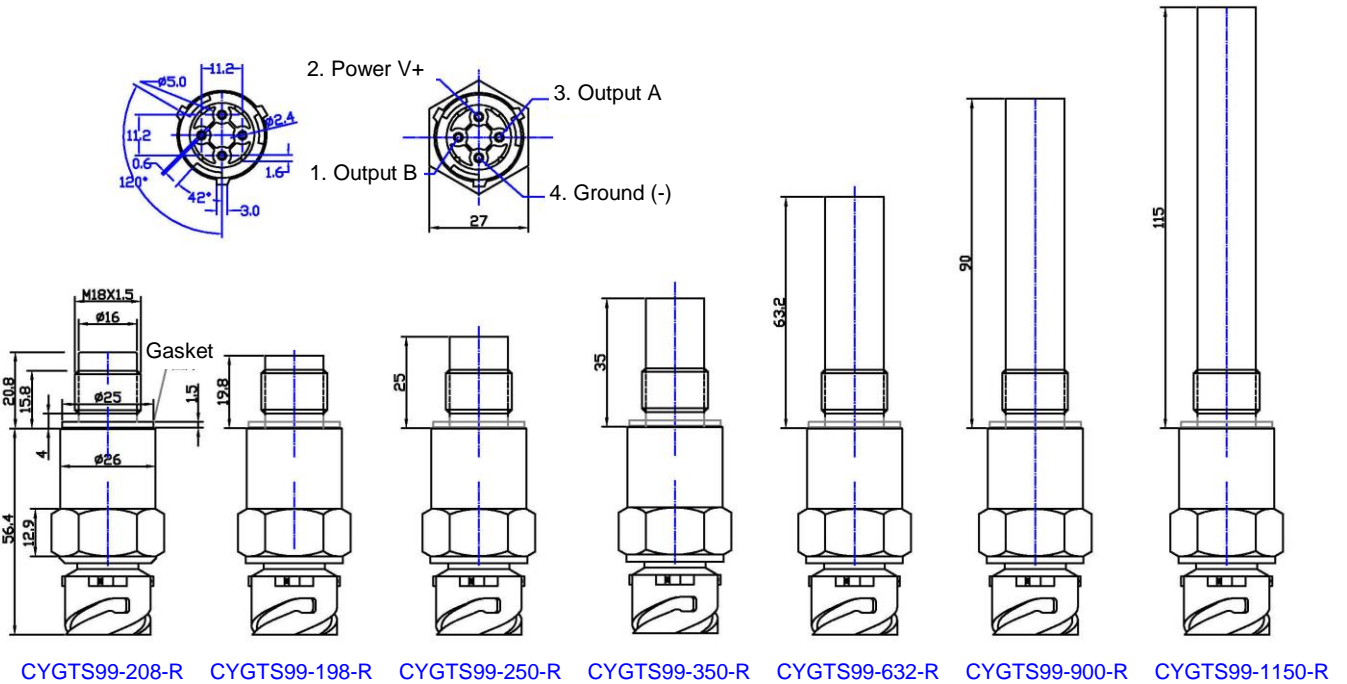 11.2
ø5.0
11.2
ø2.4
0.6
1.6
120°
42°
3.0
2. Power V+
3. Output A
1. Output B
4. Ground (-)
27
M18X1.5
ø16
Gasket
20.8
15.8
ø25
1.5
4
ø26
56.4
12.9
19.8
25
35
63.2
90
115
CYGTS99-208-R CYGTS99-198-R CYGTS99-250-R CYGTS99-350-R CYGTS99-632-R CYGTS99-900-R CYGTS99-1150-R